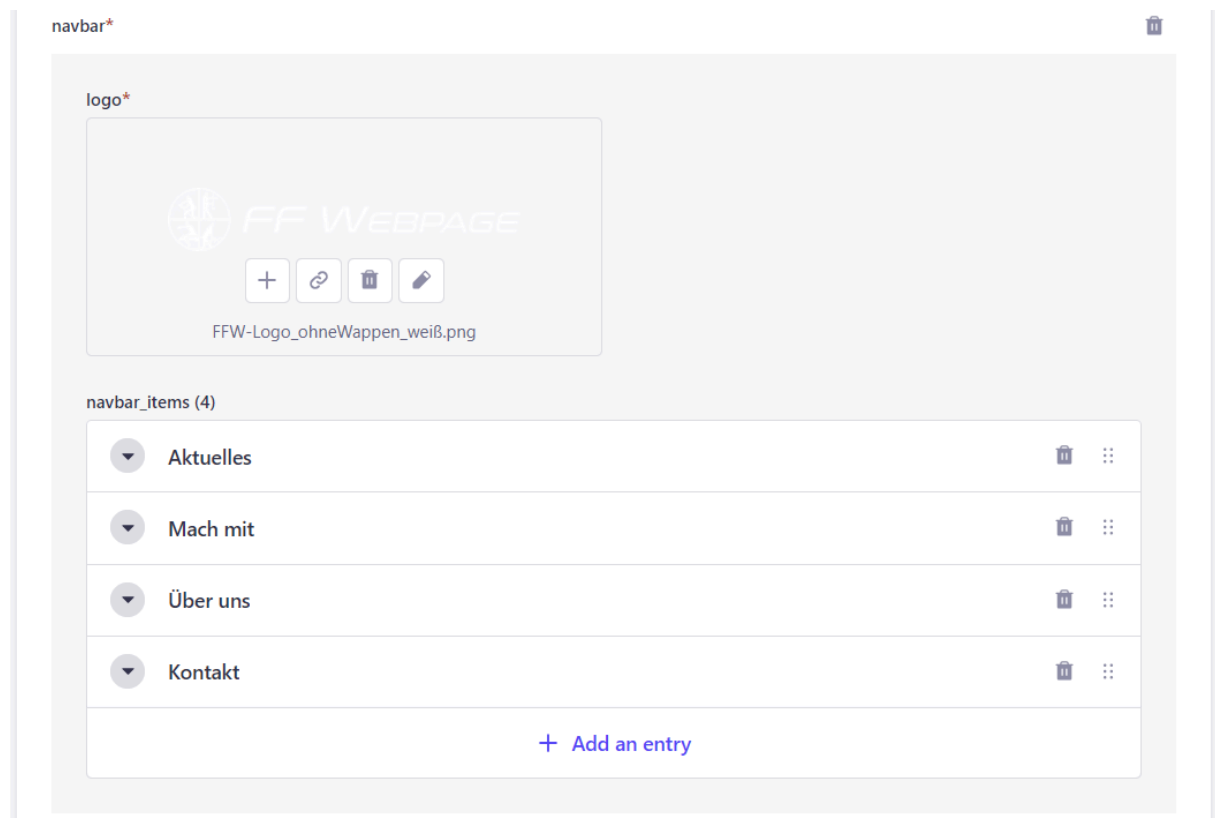 navbar*
logo*
FF WEBPAGE
FFW-Logo_ohneWappen_weiß.png
navbar_items (4)
Aktuelles
Mach mit
Über uns
Kontakt
Add an entry